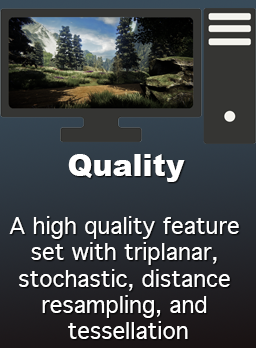 Quality
A high quality feature
set with triplanar,
stochastic, distance
resampling, and
tessellation